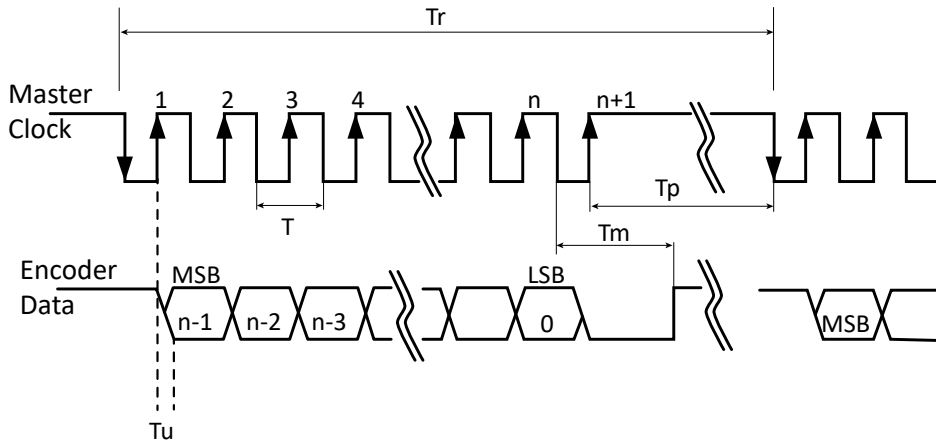 Tr
Master
Clock
1
2
3
4
n
n+1
T
Tp
Tm
Encoder
Data
MSB
LSB
n-1
n-2
n-3
0
MSB
Tu